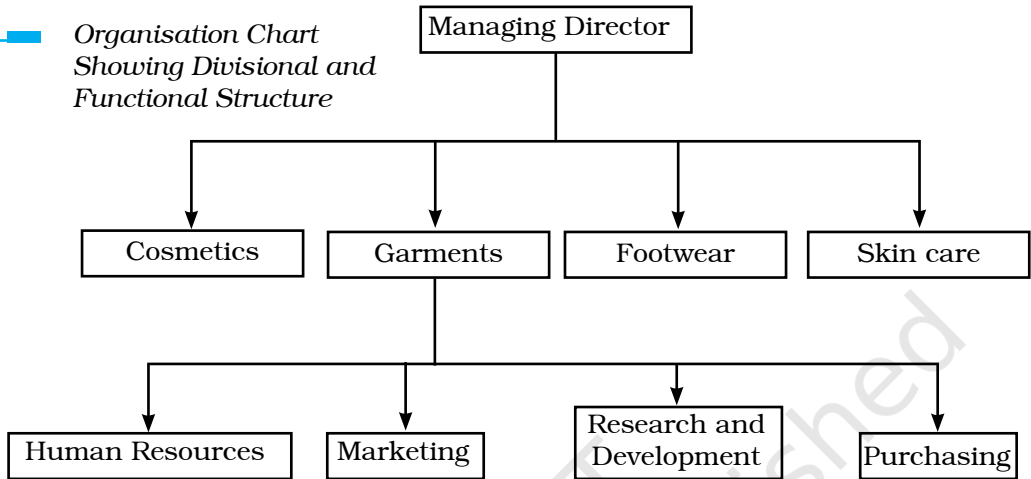 Organisation Chart
Showing Divisional and
Functional Structure
Managing Director
Cosmetics
Garments
Footwear
Skin care
Human Resources
Marketing
Research and
Development
Purchasing